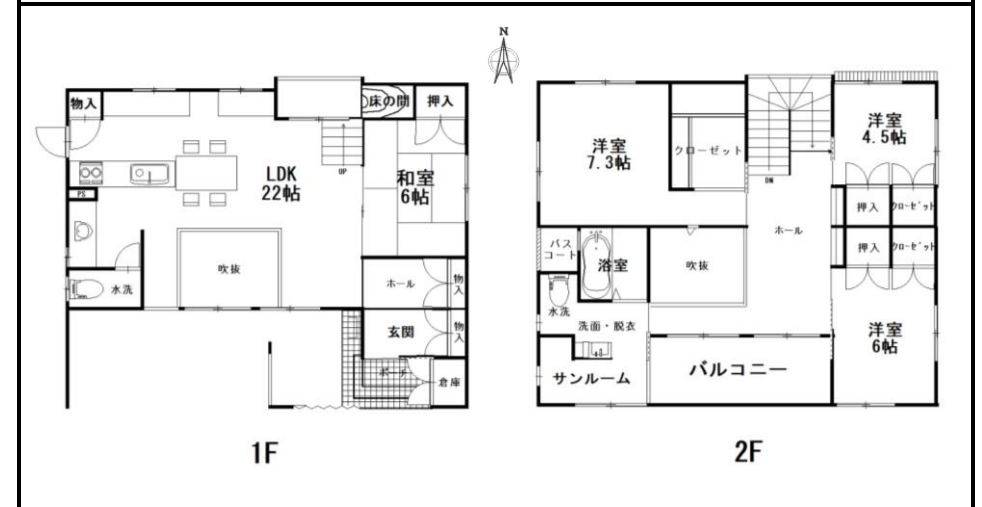 N
物入
床の間
押入
LDK
22帖
UP
和室
6帖
PS
吹抜
水洗
ホール
物入
玄関
物入
ポーチ
倉庫
1F
洋室
7.3帖
クローゼット
DN
洋室
4.5帖
押入
クローゼット
ホール
押入
クローゼット
バス
コート
浴室
吹抜
水洗
洗面・脱衣
洋室
6帖
サンルーム
バルコニー
2F